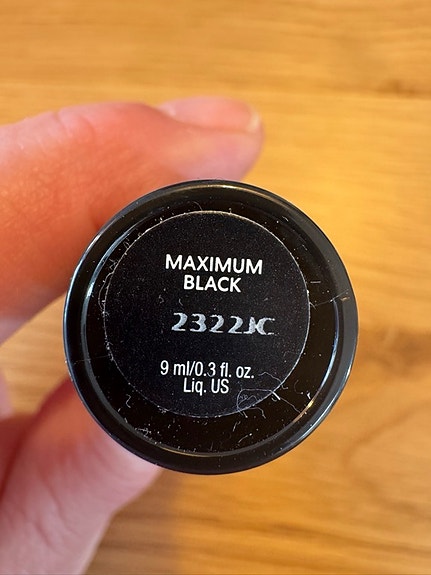 MAXIMUM
BLACK
2322JC
9 ml/0.3 fl. oz.
Liq. US